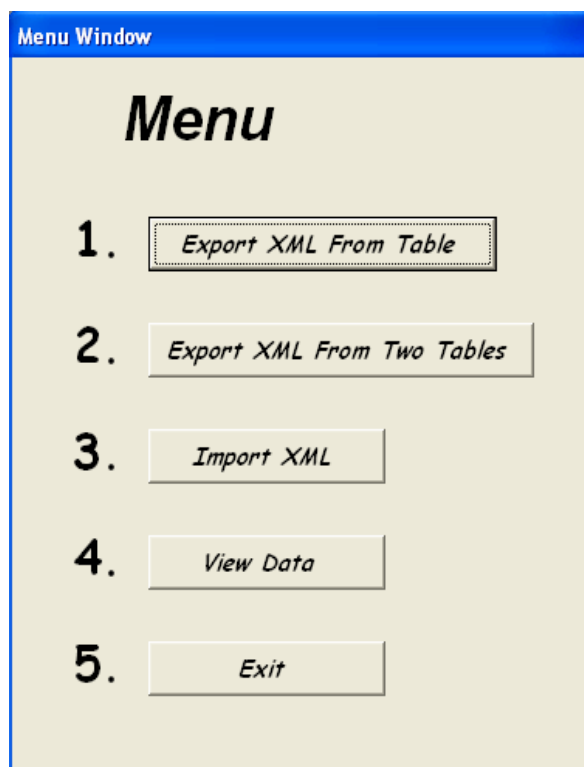 Menu Window
Menu
1. Export XML From Table
2. Export XML From Two Tables
3. Import XML
4. View Data
5. Exit